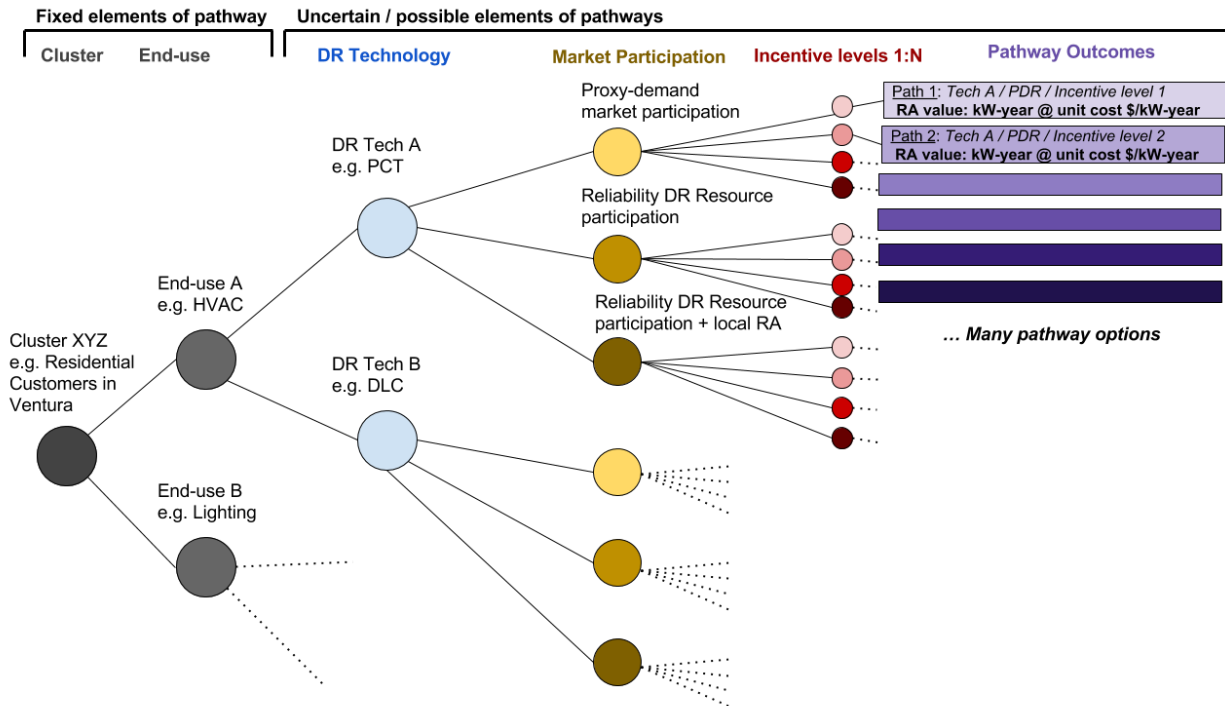 Fixed elements of pathway
Uncertain / possible elements of pathways
Cluster
End-use
DR Technology
Market Participation
Incentive levels 1:N
Pathway Outcomes
Proxy-demand
market participation
Path 1: Tech A / PDR / Incentive level 1
RA value: kW-year @ unit cost $/kW-year
Path 2: Tech A / PDR / Incentive level 2
RA value: kW-year @ unit cost $/kW-year
DR Tech A
e.g. PCT
Reliability DR Resource
participation
End-use A
e.g. HVAC
Reliability DR Resource
participation + local RA
... Many pathway options
Cluster XYZ
e.g. Residential
Customers in
Ventura
DR Tech B
e.g. DLC
End-use B
e.g. Lighting